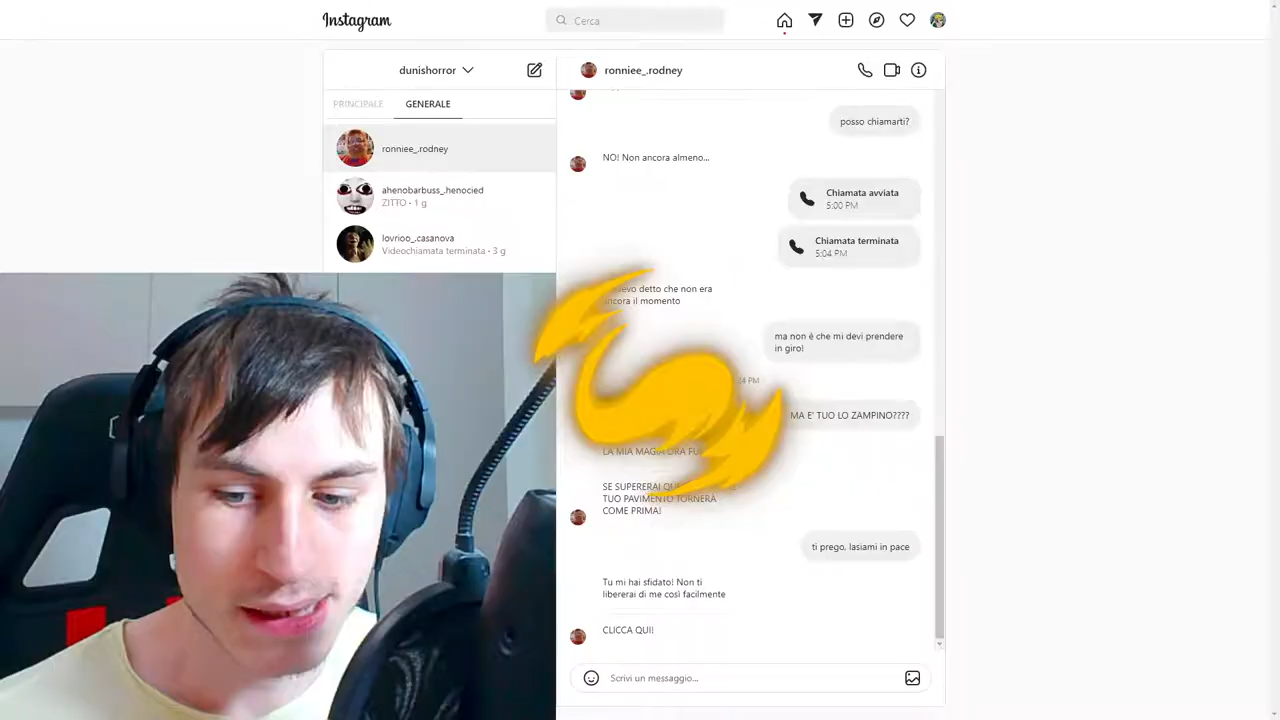 Instagram
Cerca
dunishorror
PRINCIPALE
GENERALE
ronniee_.rodney
ahenobarbuss_.henocied
ZITTO • 1 g
lovrioo_.casanova
Videochiamata terminata • 3 g
ronniee_.rodney
posso chiamarti?
NO! Non ancora almeno...
Chiamata avviata
5:00 PM
Chiamata terminata
5:04 PM
detto che non era
ancora il momento
ma non è che mi devi prendere
in giro!
PM
MA E' TUO LO ZAMPINO????
LA MIA MAGIA ORA
SE SUPERERAI
TUO PAVIMENTO TORNERÀ
COME PRIMA!
ti prego, lasiami in pace
Tu mi hai sfidato! Non ti
libererai di me così facilmente
CLICCA QUI!
Scrivi un messaggio...